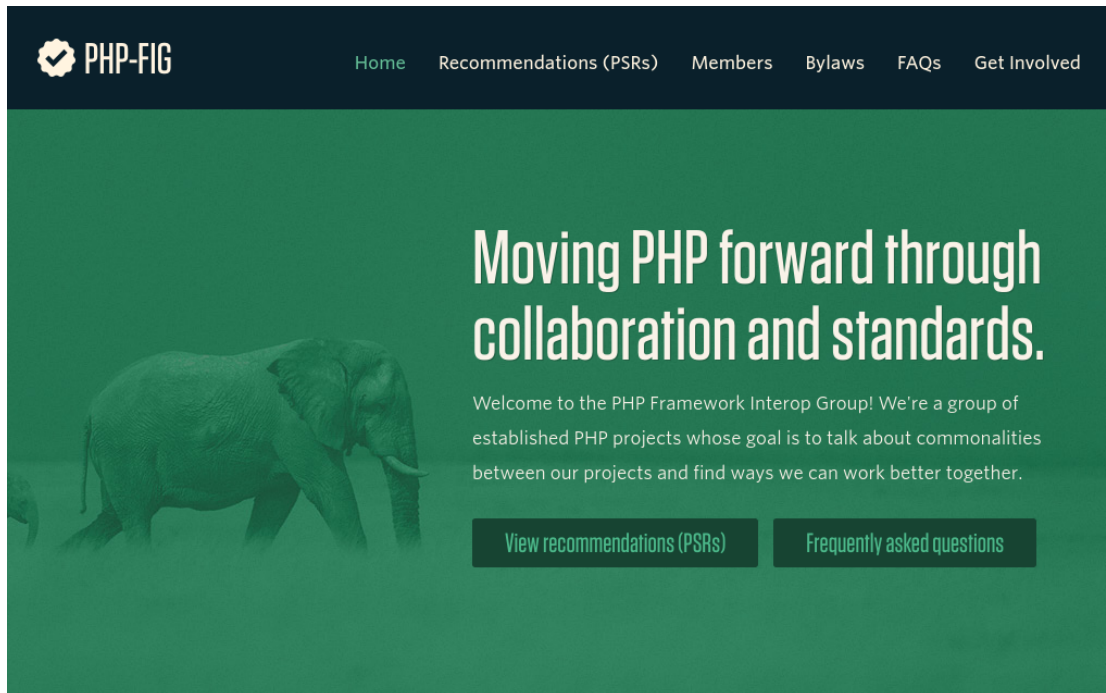 PHP-FIG
Home Recommendations (PSRs) Members Bylaws FAQs Get Involved
Moving PHP forward through
collaboration and standards.
Welcome to the PHP Framework Interop Group! We're a group of
established PHP projects whose goal is to talk about commonalities
between our projects and find ways we can work better together.
View recommendations (PSRs) Frequently asked questions